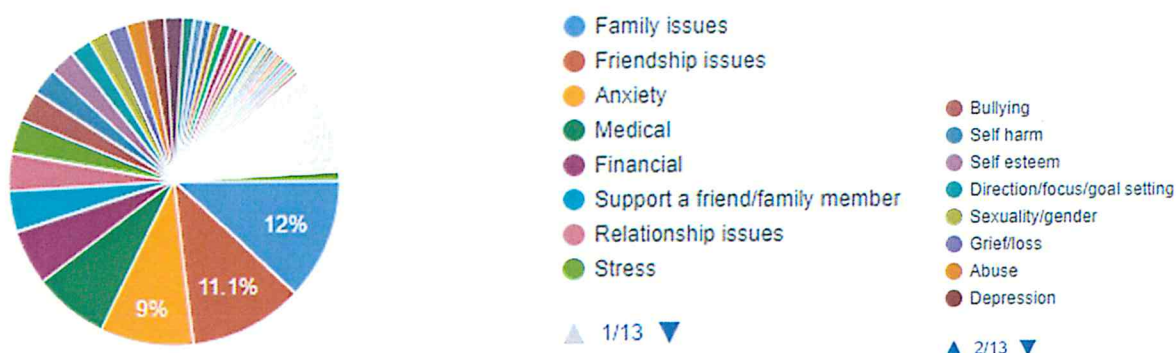 12%
11.1%
9%
Family issues
Friendship issues
Anxiety
Medical
Financial
Support a friend/family member
Relationship issues
Stress
1/13
Bullying
Self harm
Self esteem
Direction/focus/goal setting
Sexuality/gender
Grief/loss
Abuse
Depression
2/13